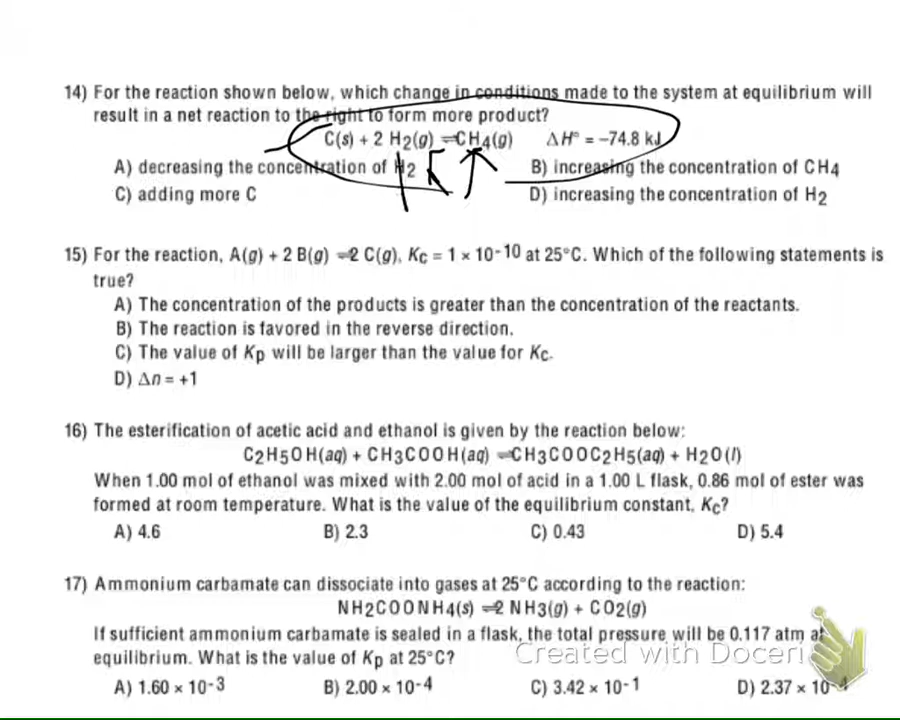 14) For the reaction shown below, which change in conditions made to the system at equilibrium will
result in a net reaction to the right to form more product?
C(s) + 2 H2(g) ⇌CH4(g) ΔH° = -74.8 kJ
A) decreasing the concentration of H2 B) increasing the concentration of CH4
C) adding more C D) increasing the concentration of H2
15) For the reaction, A(g) + 2 B(g) ⇌2 C(g), Kc = 1 × 10-10 at 25°C. Which of the following statements is
true?
A) The concentration of the products is greater than the concentration of the reactants.
B) The reaction is favored in the reverse direction.
C) The value of Kp will be larger than the value for Kc.
D) Δn = +1
16) The esterification of acetic acid and ethanol is given by the reaction below:
C2H5OH(aq) + CH3COOH(aq) ⇌CH3COOC2H5(aq) + H2O(l)
When 1.00 mol of ethanol was mixed with 2.00 mol of acid in a 1.00 L flask, 0.86 mol of ester was
formed at room temperature. What is the value of the equilibrium constant, Kc?
A) 4.6 B) 2.3 C) 0.43 D) 5.4
17) Ammonium carbamate can dissociate into gases at 25°C according to the reaction:
NH2COONH4(s) ⇌2 NH3(g) + CO2(g)
If sufficient ammonium carbamate is sealed in a flask, the total pressure will be 0.117 atm at
equilibrium. What is the value of Kp at 25°C?
Created with Doceri
A) 1.60 × 10-3 B) 2.00 × 10-4 C) 3.42 × 10-1 D) 2.37 × 10-4